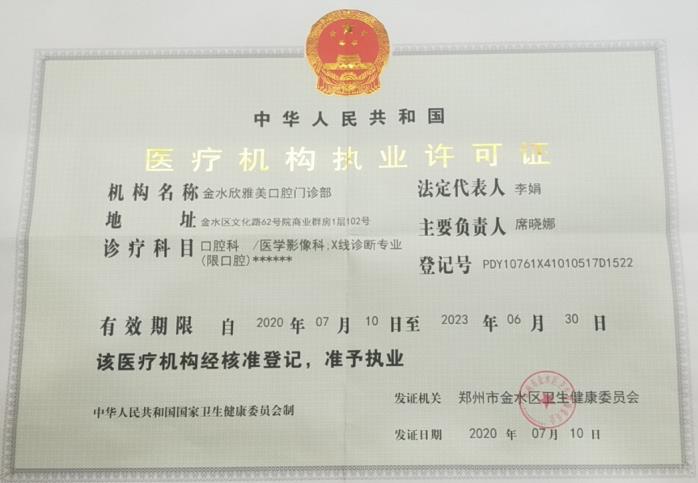 中华人民共和国
医疗机构执业许可证
机构名称 金水欣雅美口腔门诊部
法定代表人 李娟
地址 金水区文化路62号院商业群房1层102号
主要负责人 席晓娜
诊疗科目 口腔科 /医学影像科;X线诊断专业
(限口腔)******
登记号 PDY10761X41010517D1522
有效期限 自 2020 年 07 月 10 日至 2023 年 06 月 30 日
该医疗机构经核准登记，准予执业
发证机关 郑州市金水区卫生健康委员会
中华人民共和国国家卫生健康委员会制
发证日期 2020 年 07 月 10 日